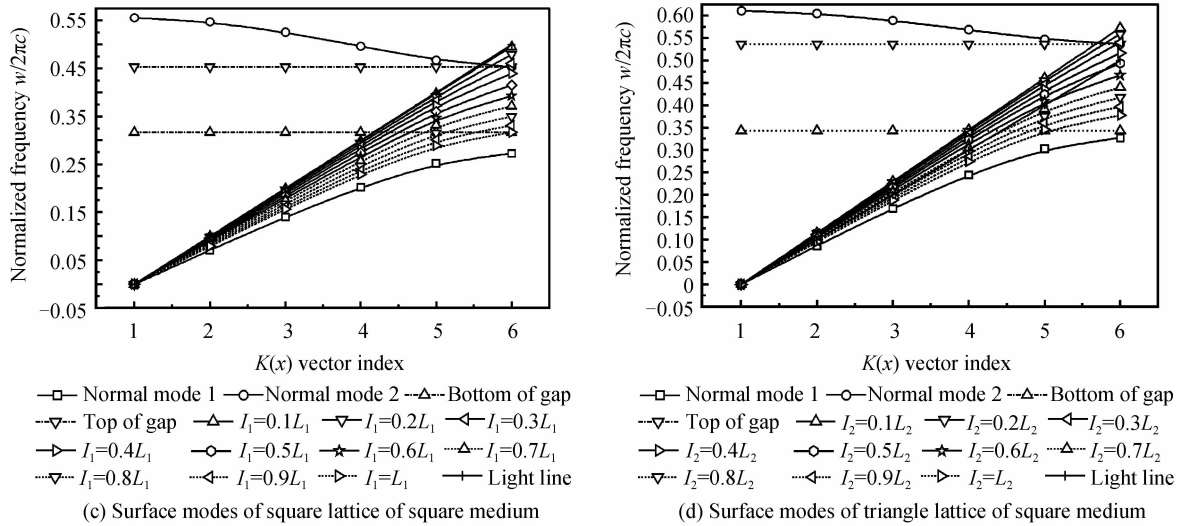 0.55
0.45
0.35
0.25
0.15
0.05
−0.05
Normalized frequency w/2πc
1 2 3 4 5 6
K(x) vector index
Normal mode 1 Normal mode 2 Bottom of gap
Top of gap I1=0.1L1 I1=0.2L1 I1=0.3L1
I1=0.4L1 I1=0.5L1 I1=0.6L1 I1=0.7L1
I1=0.8L1 I1=0.9L1 I1=L1 Light line
(c) Surface modes of square lattice of square medium
0.60
0.55
0.50
0.45
0.40
0.35
0.30
0.25
0.20
0.15
0.10
0.05
0
−0.05
Normalized frequency w/2πc
1 2 3 4 5 6
K(x) vector index
Normal mode 1 Normal mode 2 Bottom of gap
Top of gap I2=0.1L2 I2=0.2L2 I2=0.3L2
I2=0.4L2 I2=0.5L2 I2=0.6L2 I2=0.7L2
I2=0.8L2 I2=0.9L2 I2=L2 Light line
(d) Surface modes of triangle lattice of square medium